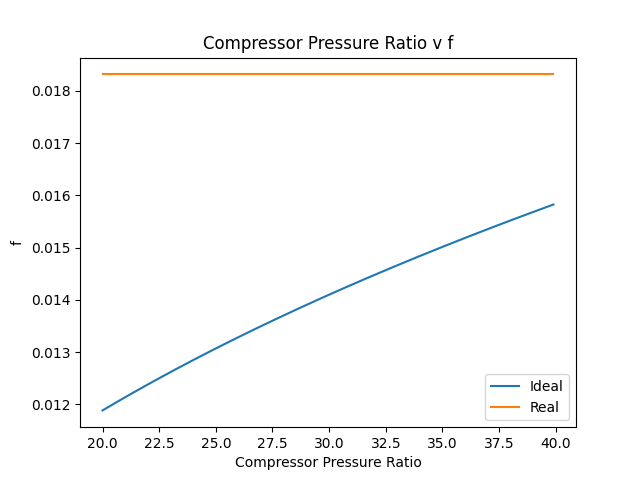 Compressor Pressure Ratio v f
0.018
0.017
0.016
0.015
0.014
0.013
0.012
f
Ideal
Real
20.0 22.5 25.0 27.5 30.0 32.5 35.0 37.5 40.0
Compressor Pressure Ratio